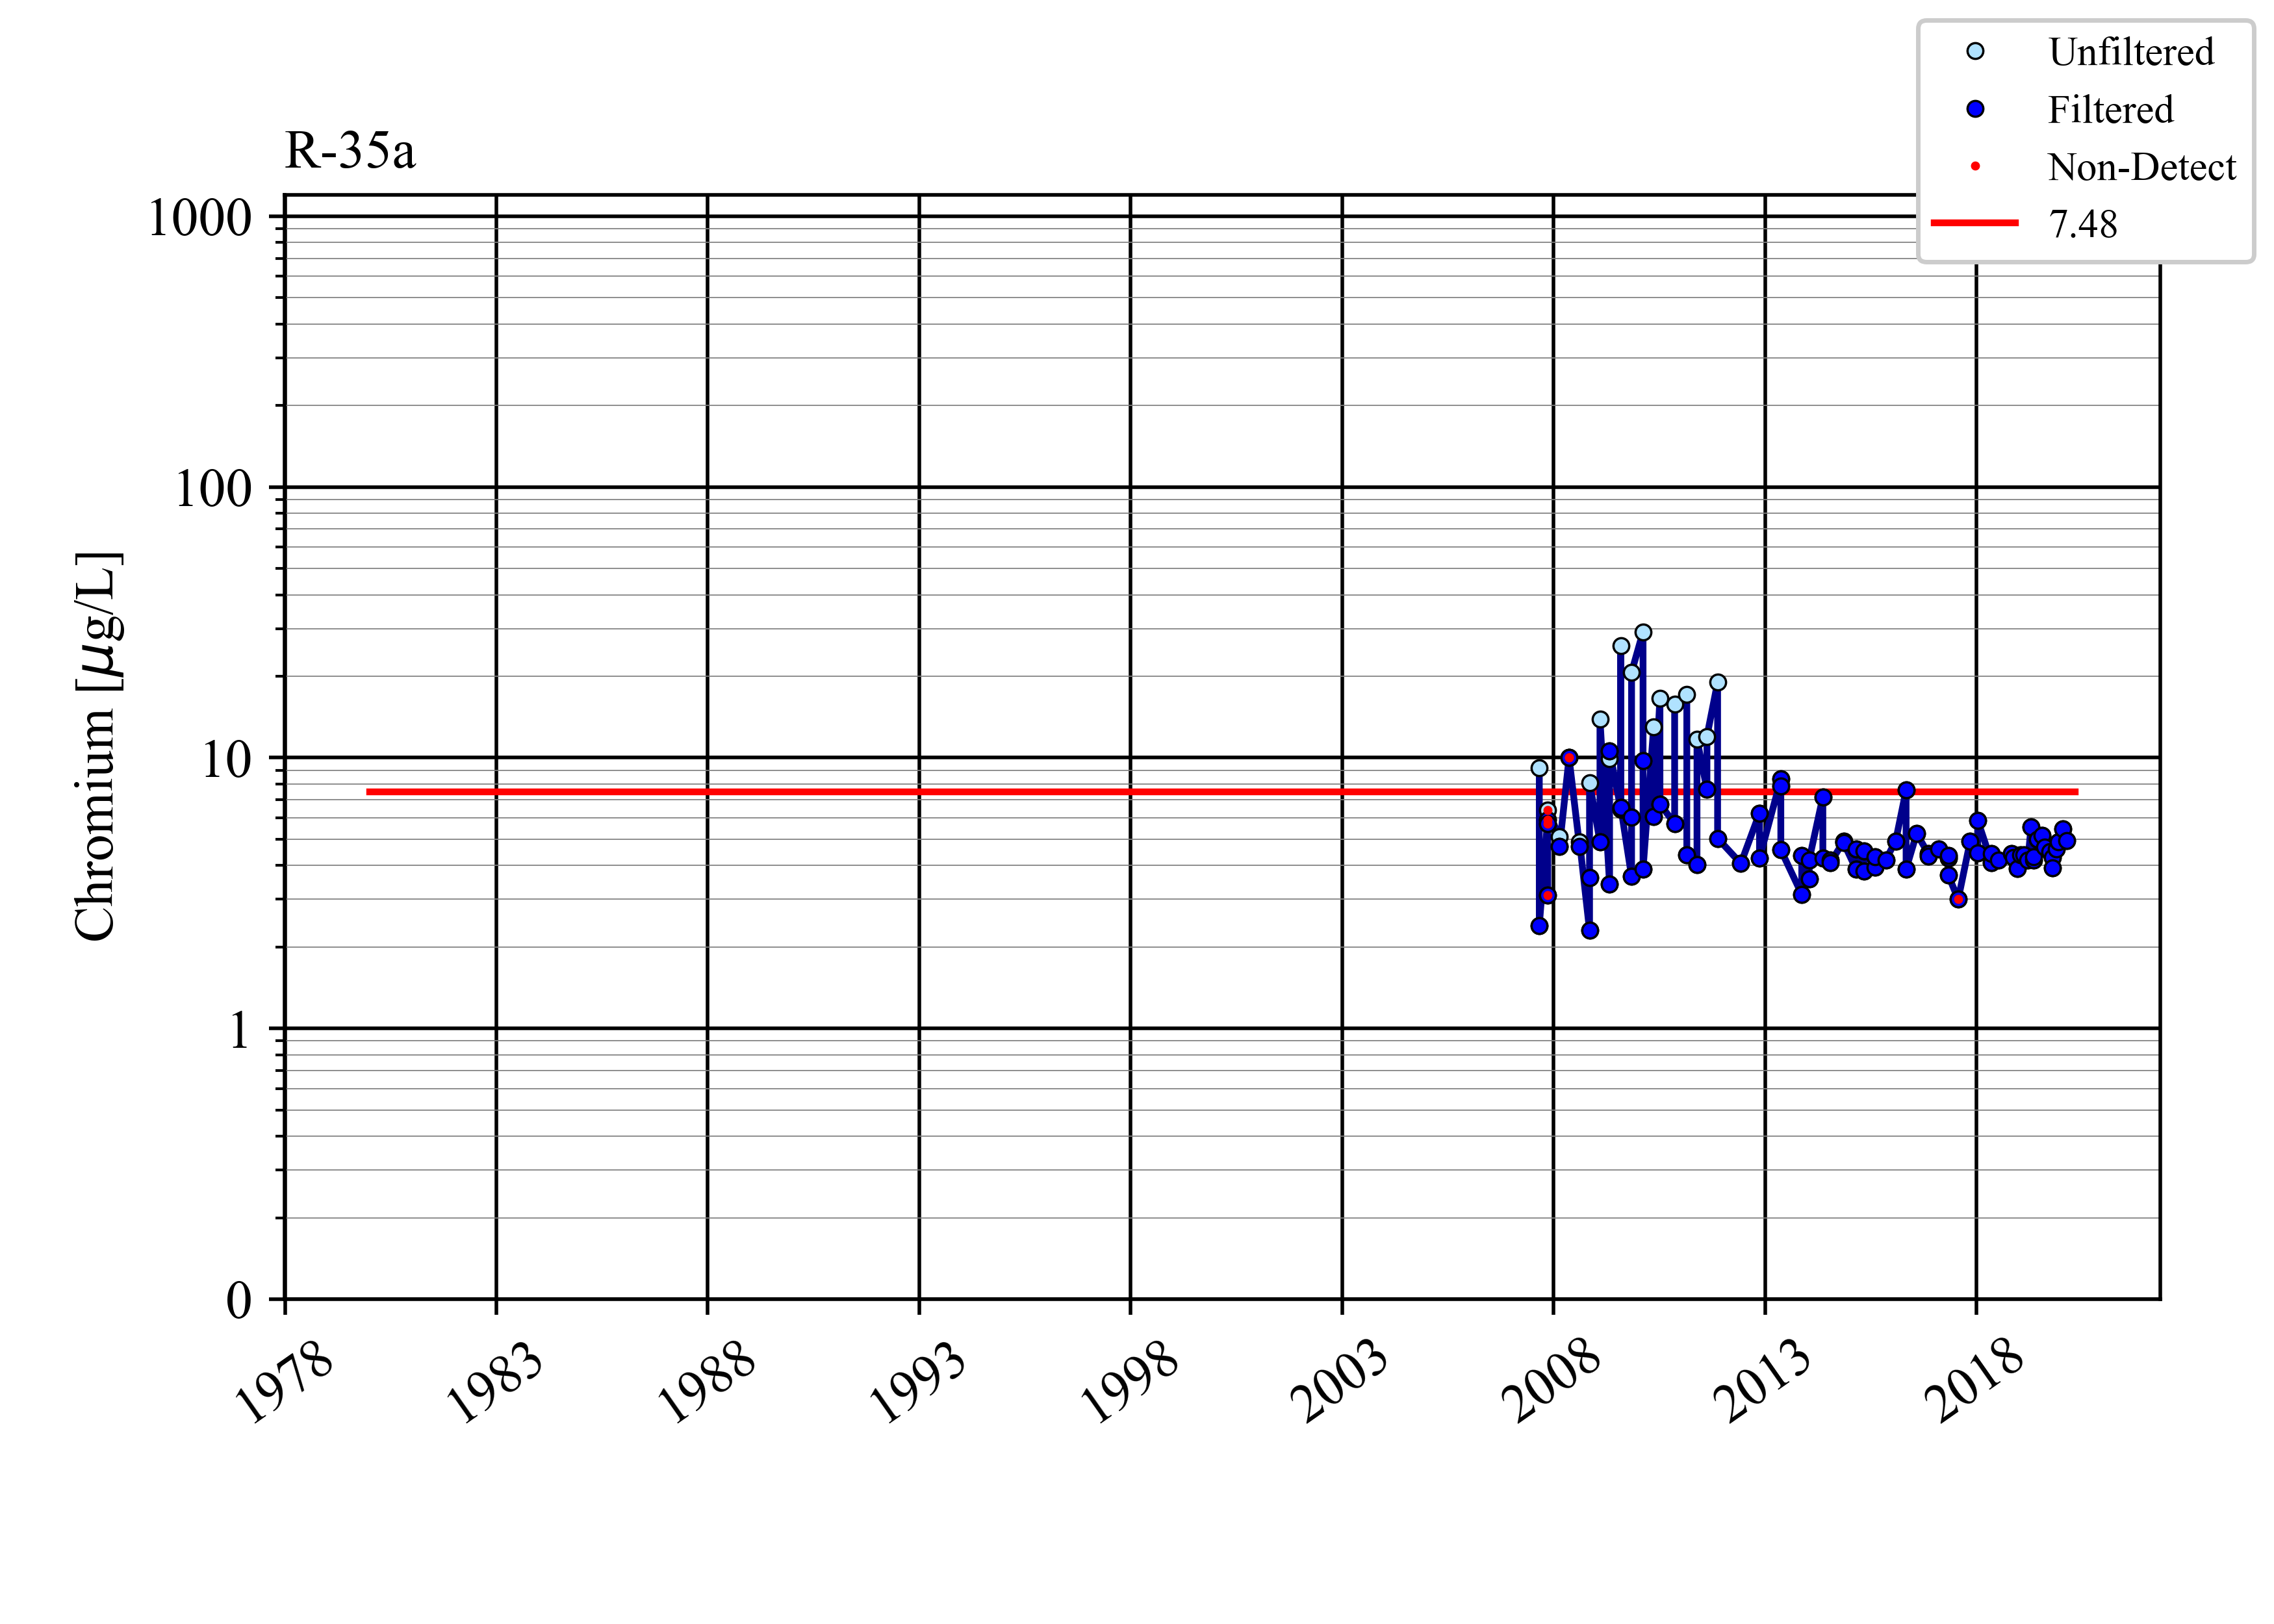 Unfiltered
Filtered
Non-Detect
7.48
R-35a
1000
100
10
1
0
Chromium [μg/L]
1978 1983 1988 1993 1998 2003 2008 2013 2018